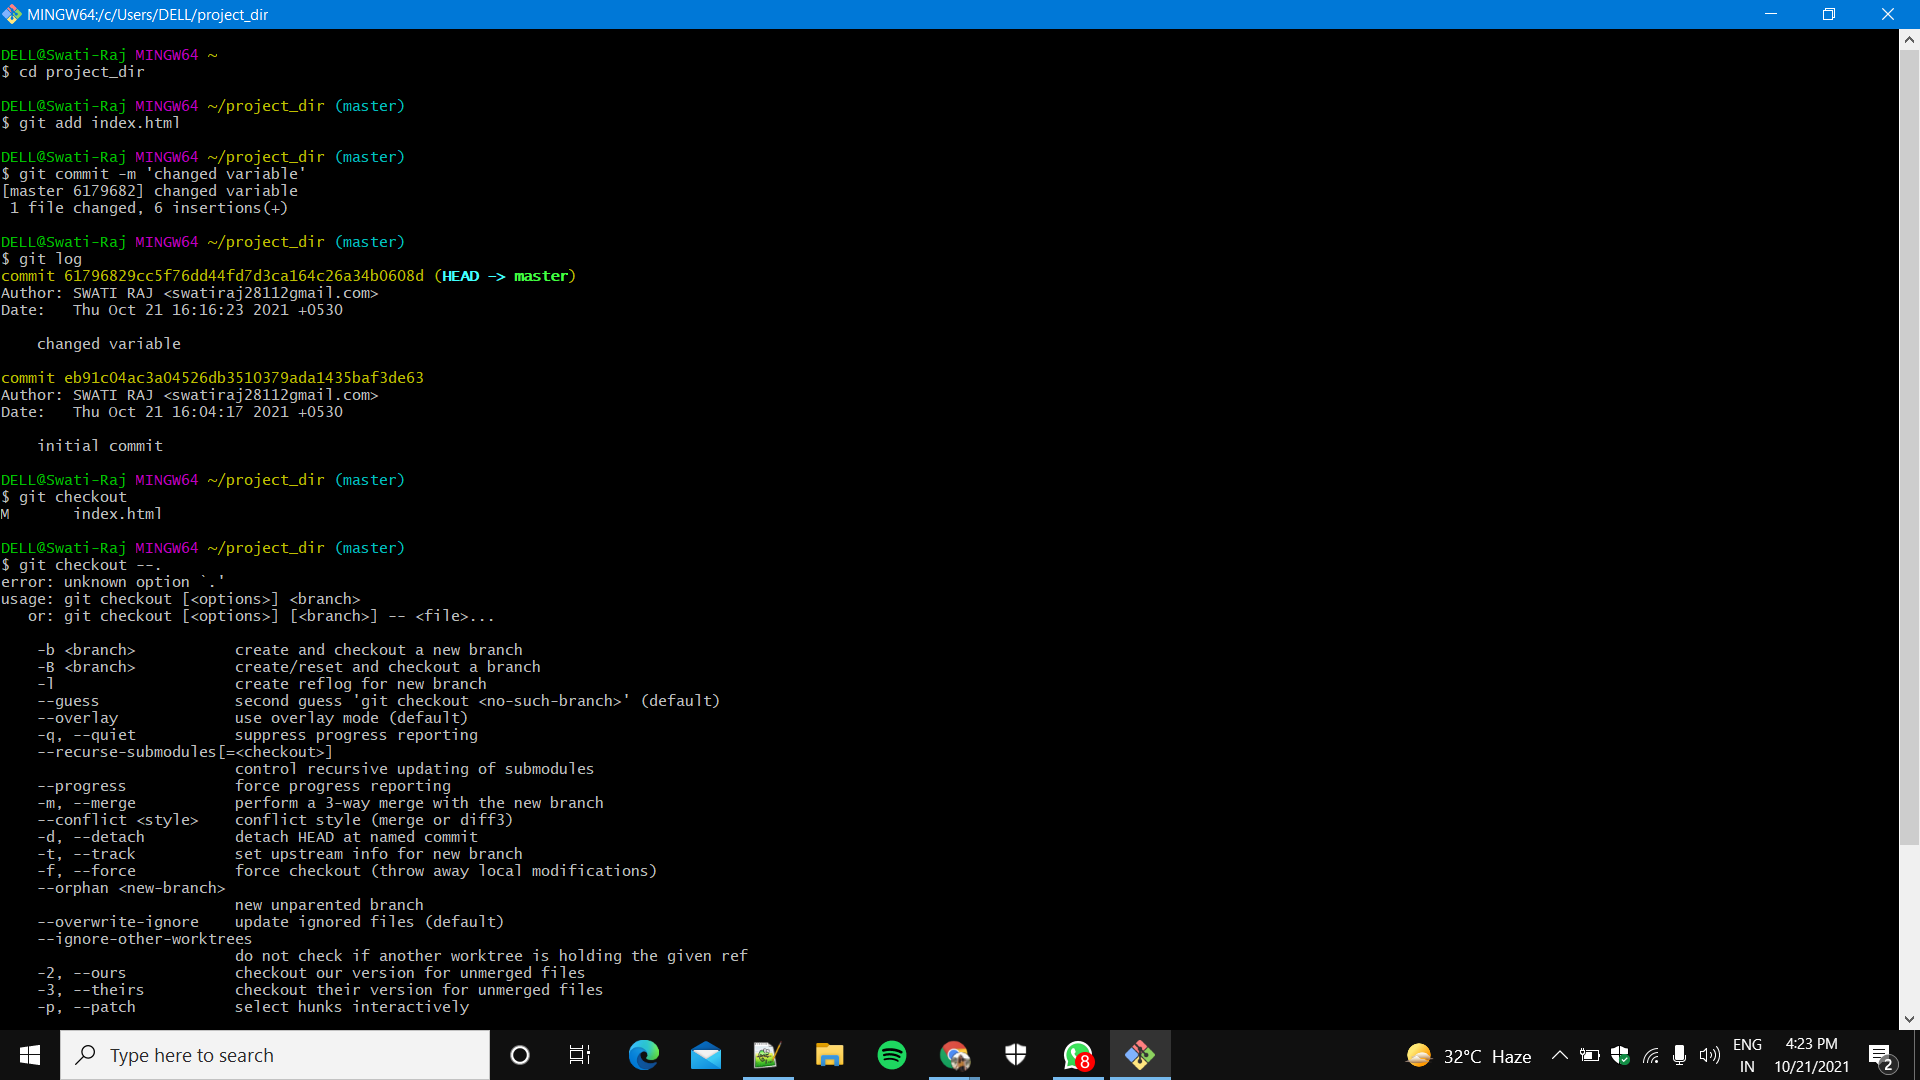 MINGW64:/c/Users/DELL/project_dir
DELL@Swati-Raj MINGW64 ~
$ cd project_dir
DELL@Swati-Raj MINGW64 ~/project_dir (master)
$ git add index.html
DELL@Swati-Raj MINGW64 ~/project_dir (master)
$ git commit -m 'changed variable'
[master 6179682] changed variable
 1 file changed, 6 insertions(+)
DELL@Swati-Raj MINGW64 ~/project_dir (master)
$ git log
commit 61796829cc5f76dd44fd7d3ca164c26a34b0608d (HEAD -> master)
Author: SWATI RAJ <swatiraj28112gmail.com>
Date:   Thu Oct 21 16:16:23 2021 +0530
    changed variable
commit eb91c04ac3a04526db3510379ada1435baf3de63
Author: SWATI RAJ <swatiraj28112gmail.com>
Date:   Thu Oct 21 16:04:17 2021 +0530
    initial commit
DELL@Swati-Raj MINGW64 ~/project_dir (master)
$ git checkout
M       index.html
DELL@Swati-Raj MINGW64 ~/project_dir (master)
$ git checkout --.
error: unknown option `.'
usage: git checkout [<options>] <branch>
   or: git checkout [<options>] [<branch>] -- <file>...
    -b <branch>           create and checkout a new branch
    -B <branch>           create/reset and checkout a branch
    -l                    create reflog for new branch
    --guess               second guess 'git checkout <no-such-branch>' (default)
    --overlay             use overlay mode (default)
    -q, --quiet           suppress progress reporting
    --recurse-submodules[=<checkout>]
                          control recursive updating of submodules
    --progress            force progress reporting
    -m, --merge           perform a 3-way merge with the new branch
    --conflict <style>    conflict style (merge or diff3)
    -d, --detach          detach HEAD at named commit
    -t, --track           set upstream info for new branch
    -f, --force           force checkout (throw away local modifications)
    --orphan <new-branch>
                          new unparented branch
    --overwrite-ignore    update ignored files (default)
    --ignore-other-worktrees
                          do not check if another worktree is holding the given ref
    -2, --ours            checkout our version for unmerged files
    -3, --theirs          checkout their version for unmerged files
    -p, --patch           select hunks interactively
Type here to search
8
32°C Haze
ENG
IN
4:23 PM
10/21/2021
2